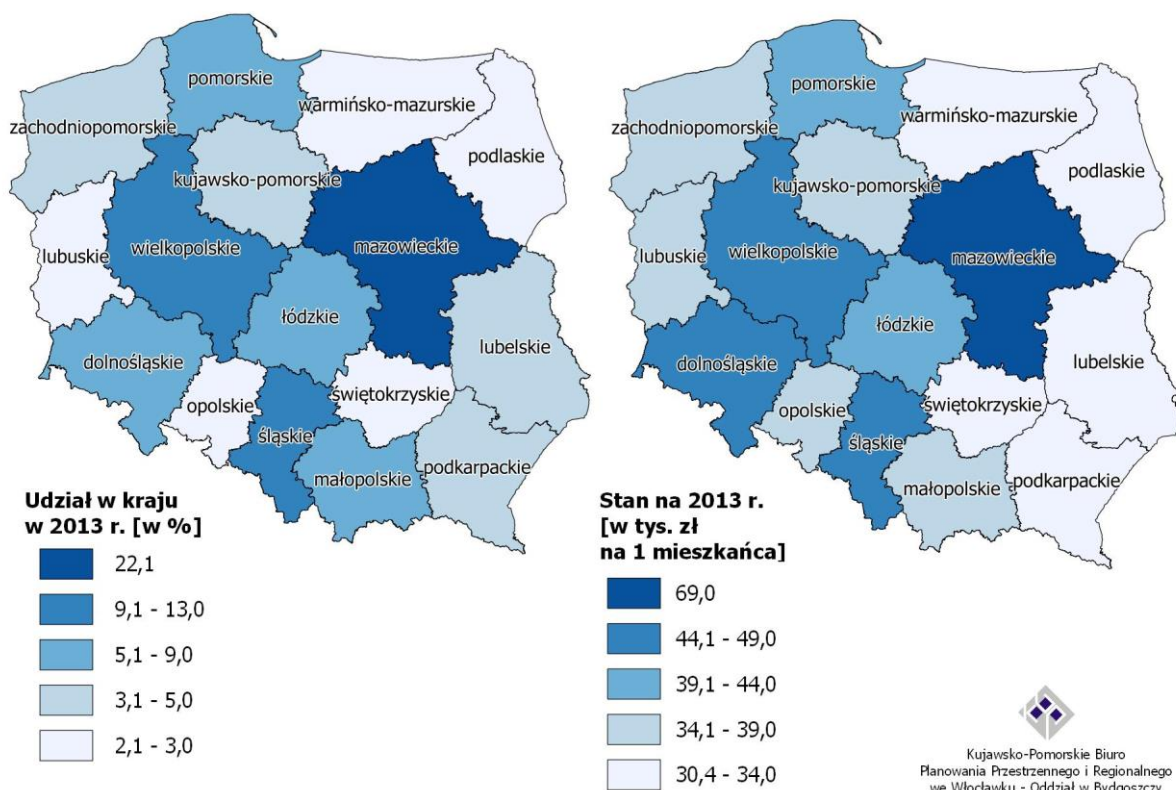 pomorskie
warmińsko-mazurskie
zachodniopomorskie
podlaskie
kujawsko-pomorskie
mazowieckie
wielkopolskie
lubuskie
łódzkie
dolnośląskie
lubelskie
opolskie
świętokrzyskie
śląskie
podkarpackie
małopolskie
Udział w kraju
w 2013 r. [w %]
22,1
9,1 - 13,0
5,1 - 9,0
3,1 - 5,0
2,1 - 3,0
pomorskie
warmińsko-mazurskie
zachodniopomorskie
podlaskie
kujawsko-pomorskie
wielkopolskie
mazowieckie
lubuskie
łódzkie
dolnośląskie
lubelskie
opolskie
świętokrzyskie
śląskie
podkarpackie
małopolskie
Stan na 2013 r.
[w tys. zł
na 1 mieszkańca]
69,0
44,1 - 49,0
39,1 - 44,0
34,1 - 39,0
30,4 - 34,0
Kujawsko-Pomorskie Biuro
Planowania Przestrzennego i Regionalnego
we Włocławku - Oddział w Bydgoszczy